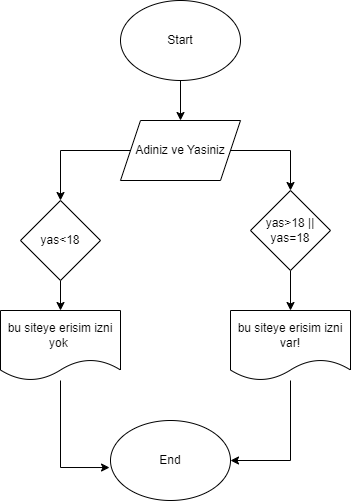 Start
Adiniz ve Yasiniz
yas<18
yas>18 ||
yas=18
bu siteye erisim izni
yok
bu siteye erisim izni
var!
End